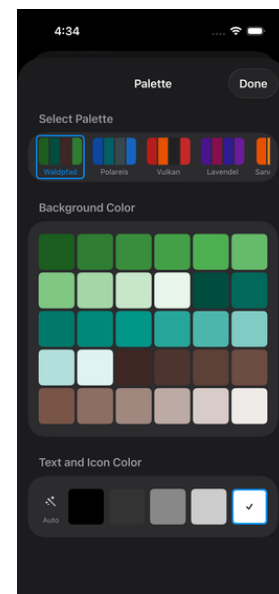 4:34
Palette
Done
Select Palette
Waldpfad
Polareis
Vulkan
Lavendel
Background Color
Text and Icon Color
Auto